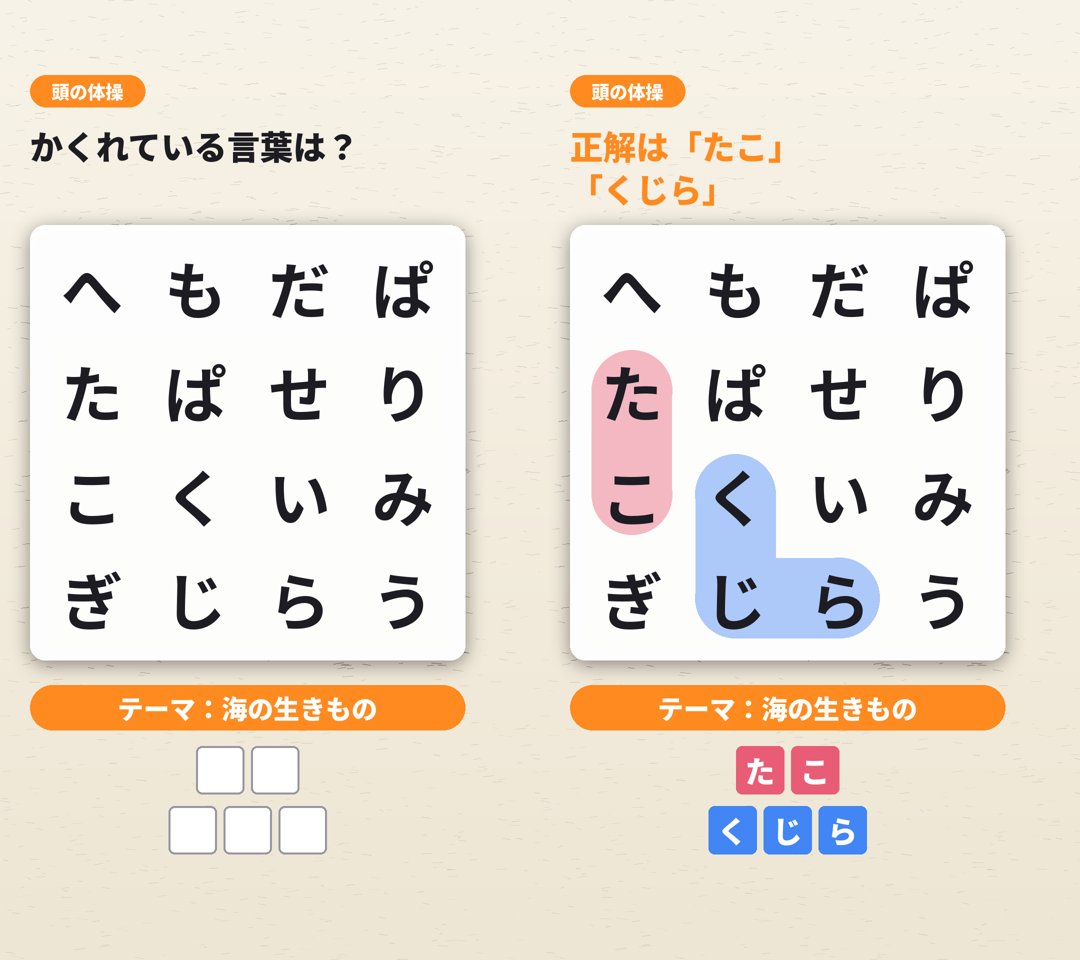 頭の体操
かくれている言葉は？
へ も だ ぱ
た ぱ せ り
こ く い み
ぎ じ ら う
テーマ：海の生きもの
頭の体操
正解は「たこ」
「くじら」
へ も だ ぱ
た ぱ せ り
こ く い み
ぎ じ ら う
テーマ：海の生きもの
たこ
くじら